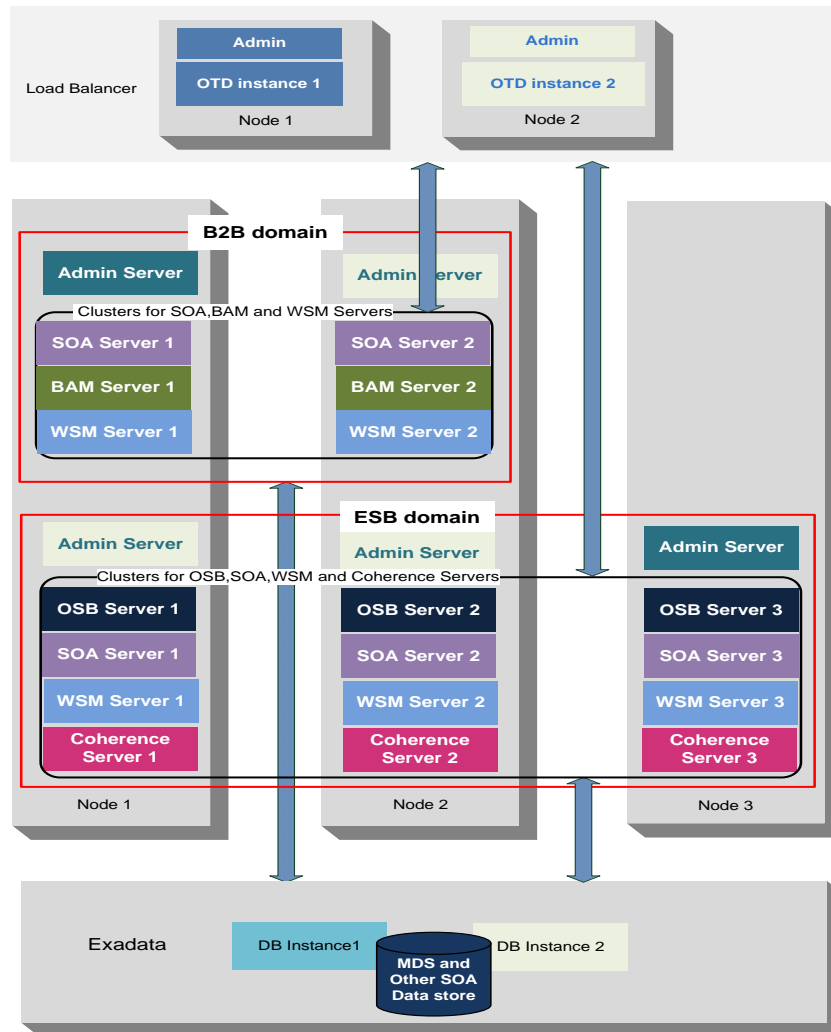 Admin
Admin
Load Balancer
OTD instance 1
OTD instance 2
Node 1
Node 2
B2B domain
Admin Server
Admin Server
Clusters for SOA,BAM and WSM Servers
SOA Server 1
SOA Server 2
BAM Server 1
BAM Server 2
WSM Server 1
WSM Server 2
ESB domain
Admin Server
Admin Server
Admin Server
Clusters for OSB,SOA,WSM and Coherence Servers
OSB Server 1
OSB Server 2
OSB Server 3
SOA Server 1
SOA Server 2
SOA Server 3
WSM Server 1
WSM Server 2
WSM Server 3
Coherence
Server 1
Coherence
Server 2
Coherence
Server 3
Node 1
Node 2
Node 3
Exadata
DB Instance1
DB Instance 2
MDS and
Other SOA
Data store